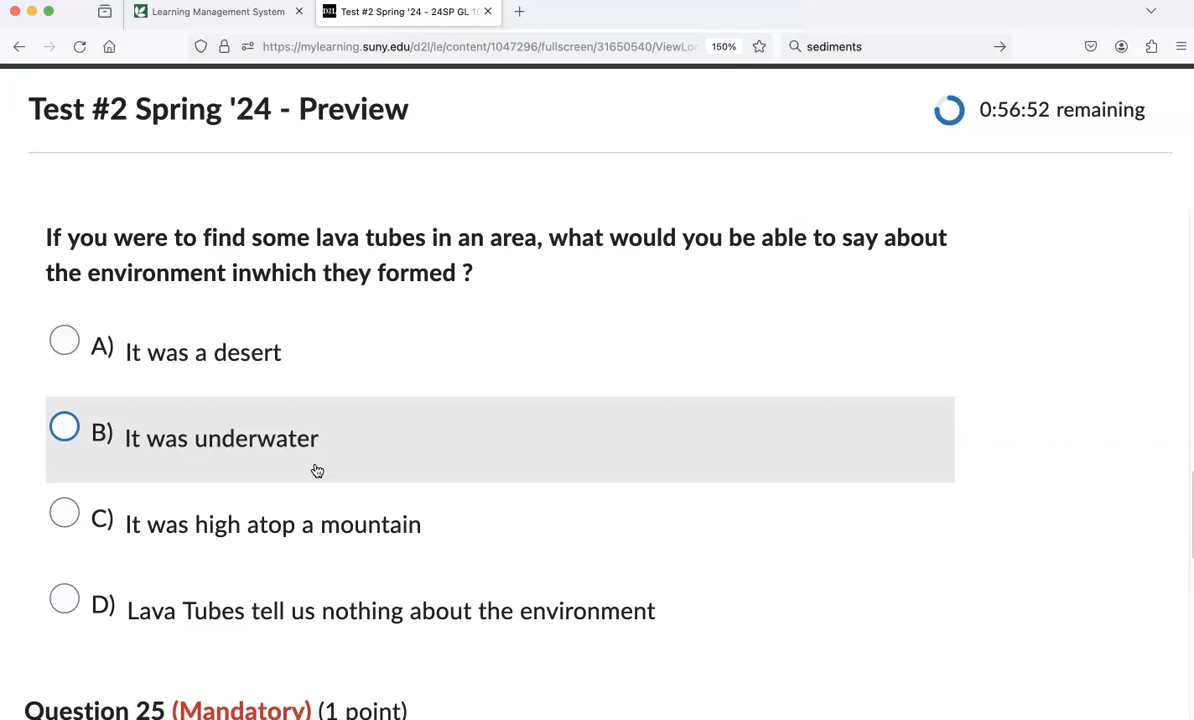 Learning Management System
Test #2 Spring '24 - 24SP GL 10
https://mylearning.suny.edu/d2l/le/content/1047296/fullscreen/31650540/ViewLo
150%
sediments
Test #2 Spring '24 - Preview
0:56:52 remaining
If you were to find some lava tubes in an area, what would you be able to say about
the environment inwhich they formed ?
A) It was a desert
B) It was underwater
C) It was high atop a mountain
D) Lava Tubes tell us nothing about the environment
Question 25 (Mandatory) (1 point)